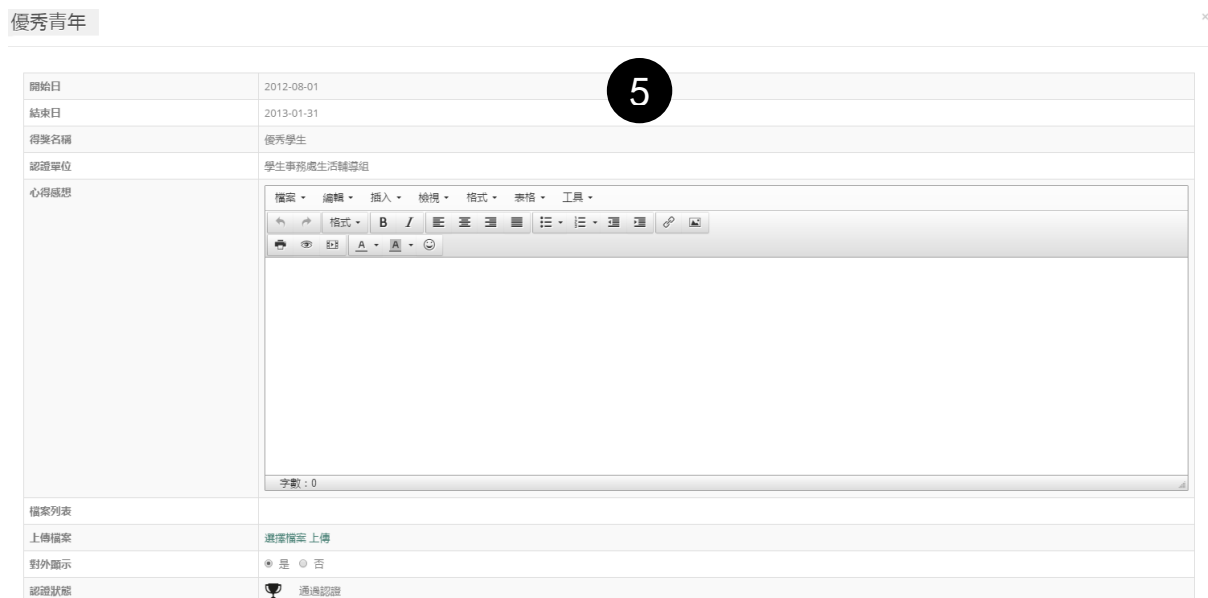 優秀青年
×
5
開始日 2012-08-01
結束日 2013-01-31
得獎名稱 優秀學生
認證單位 學生事務處生活輔導組
心得感想
檔案 編輯 插入 檢視 格式 表格 工具
格式 B I
A A
字數:0
檔案列表
上傳檔案 選擇檔案 上傳
對外顯示 是 否
認證狀態 通過認證